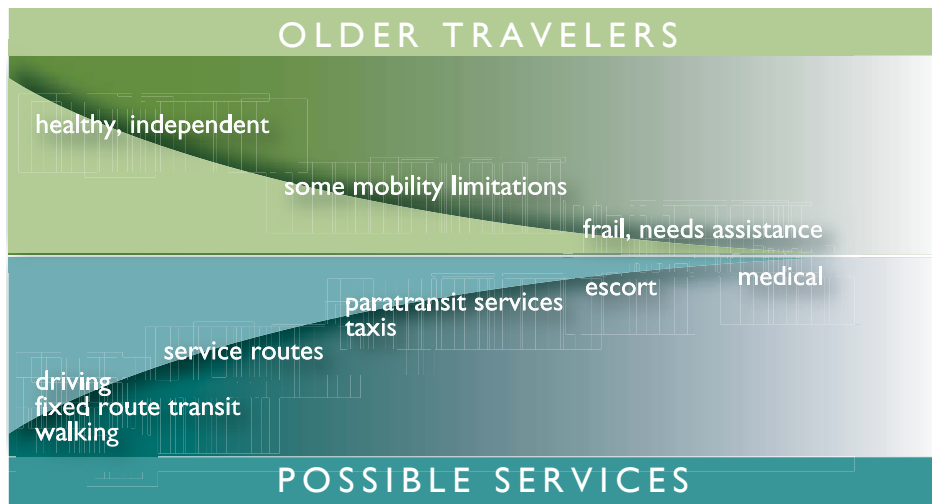 OLDER TRAVELERS
healthy, independent
some mobility limitations
frail, needs assistance
medical
escort
paratransit services
taxis
service routes
driving
fixed route transit
walking
POSSIBLE SERVICES